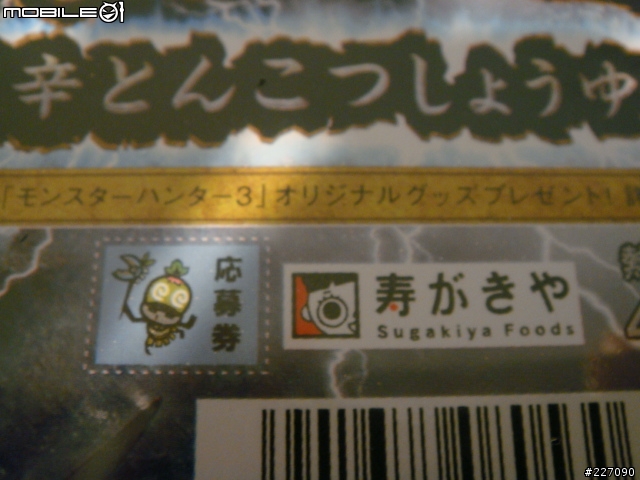 MOBILE01
辛とんこつしょうゆ
「モンスターハンター3」オリジナルグッズプレゼント!
応募券
寿がきや
Sugakiya Foods
#227090